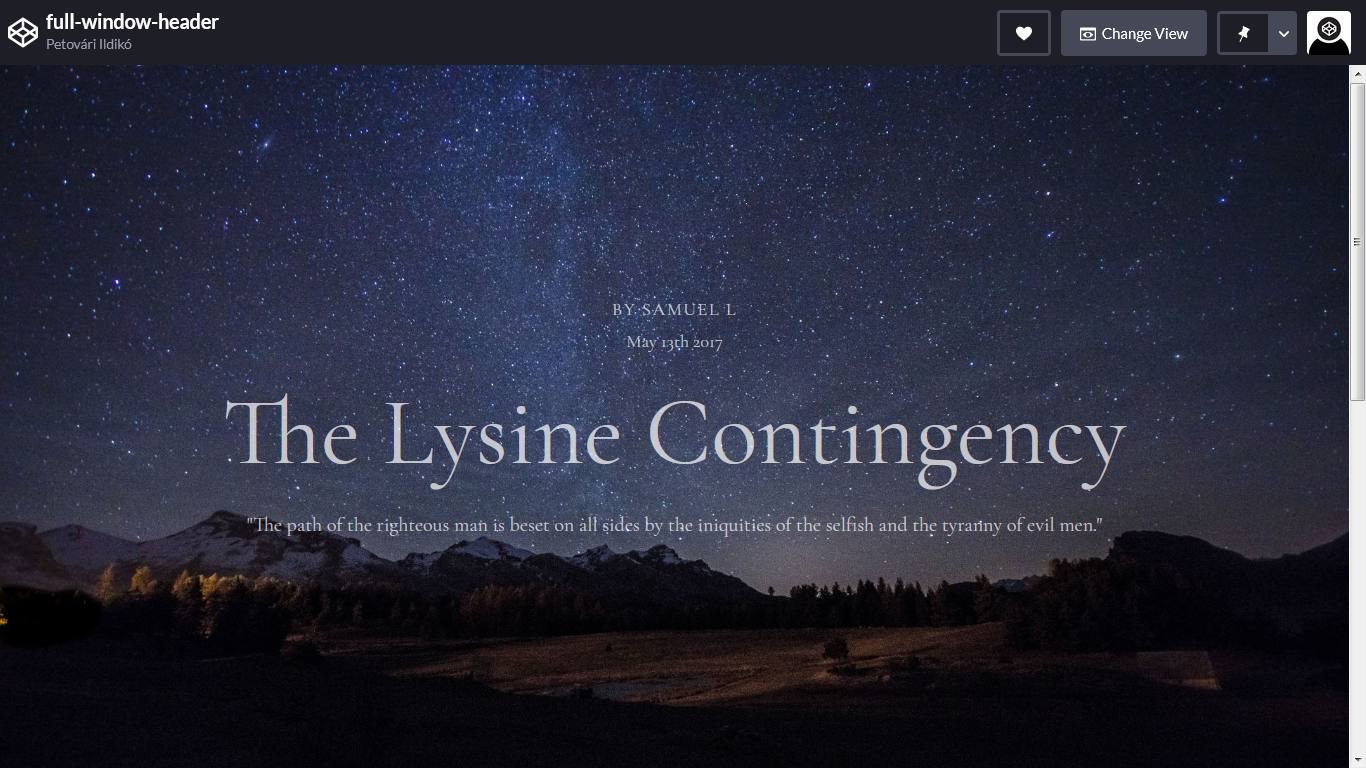 full-window-header
Petovári Ildikó
Change View
BY SAMUEL L
May 13th 2017
The Lysine Contingency
"The path of the righteous man is beset on all sides by the iniquities of the selfish and the tyranny of evil men."